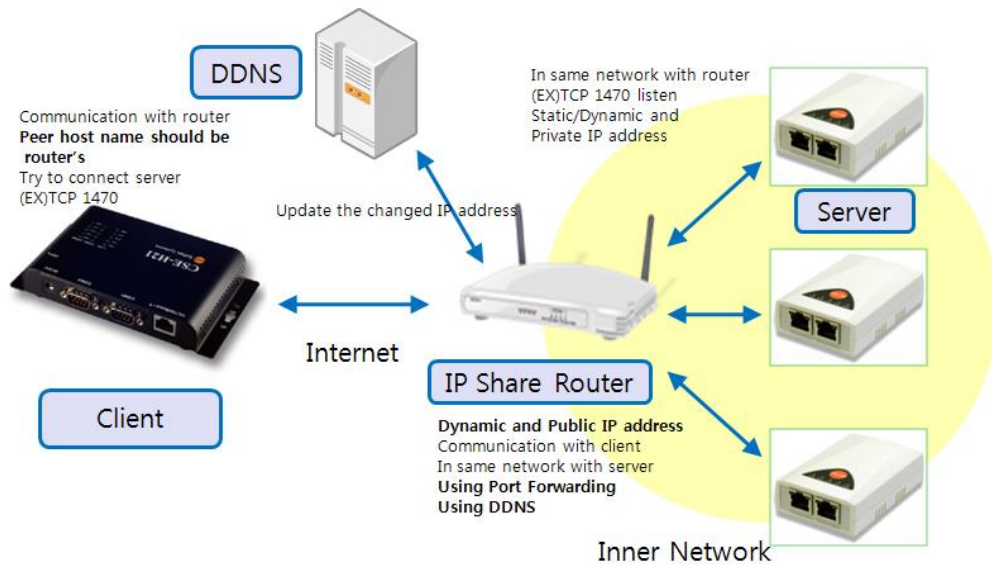 DDNS
Communication with router
Peer host name should be
router's
Try to connect server
(EX)TCP 1470
In same network with router
(EX)TCP 1470 listen
Static/Dynamic and
Private IP address
Update the changed IP address
Server
CSE-H21
Internet
IP Share Router
Client
Dynamic and Public IP address
Communication with client
In same network with server
Using Port Forwarding
Using DDNS
Inner Network